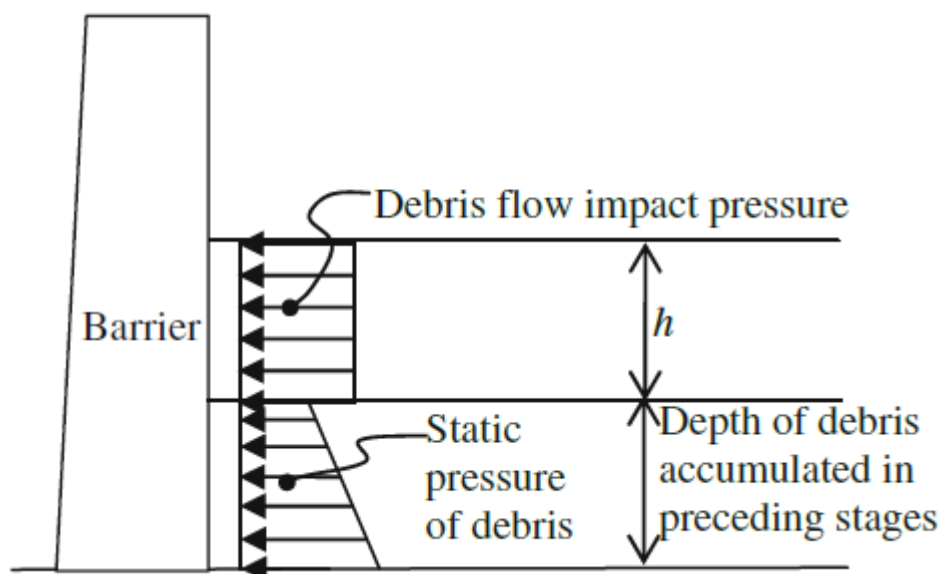 Debris flow impact pressure
Barrier
h
Static
pressure
of debris
Depth of debris
accumulated in
preceding stages